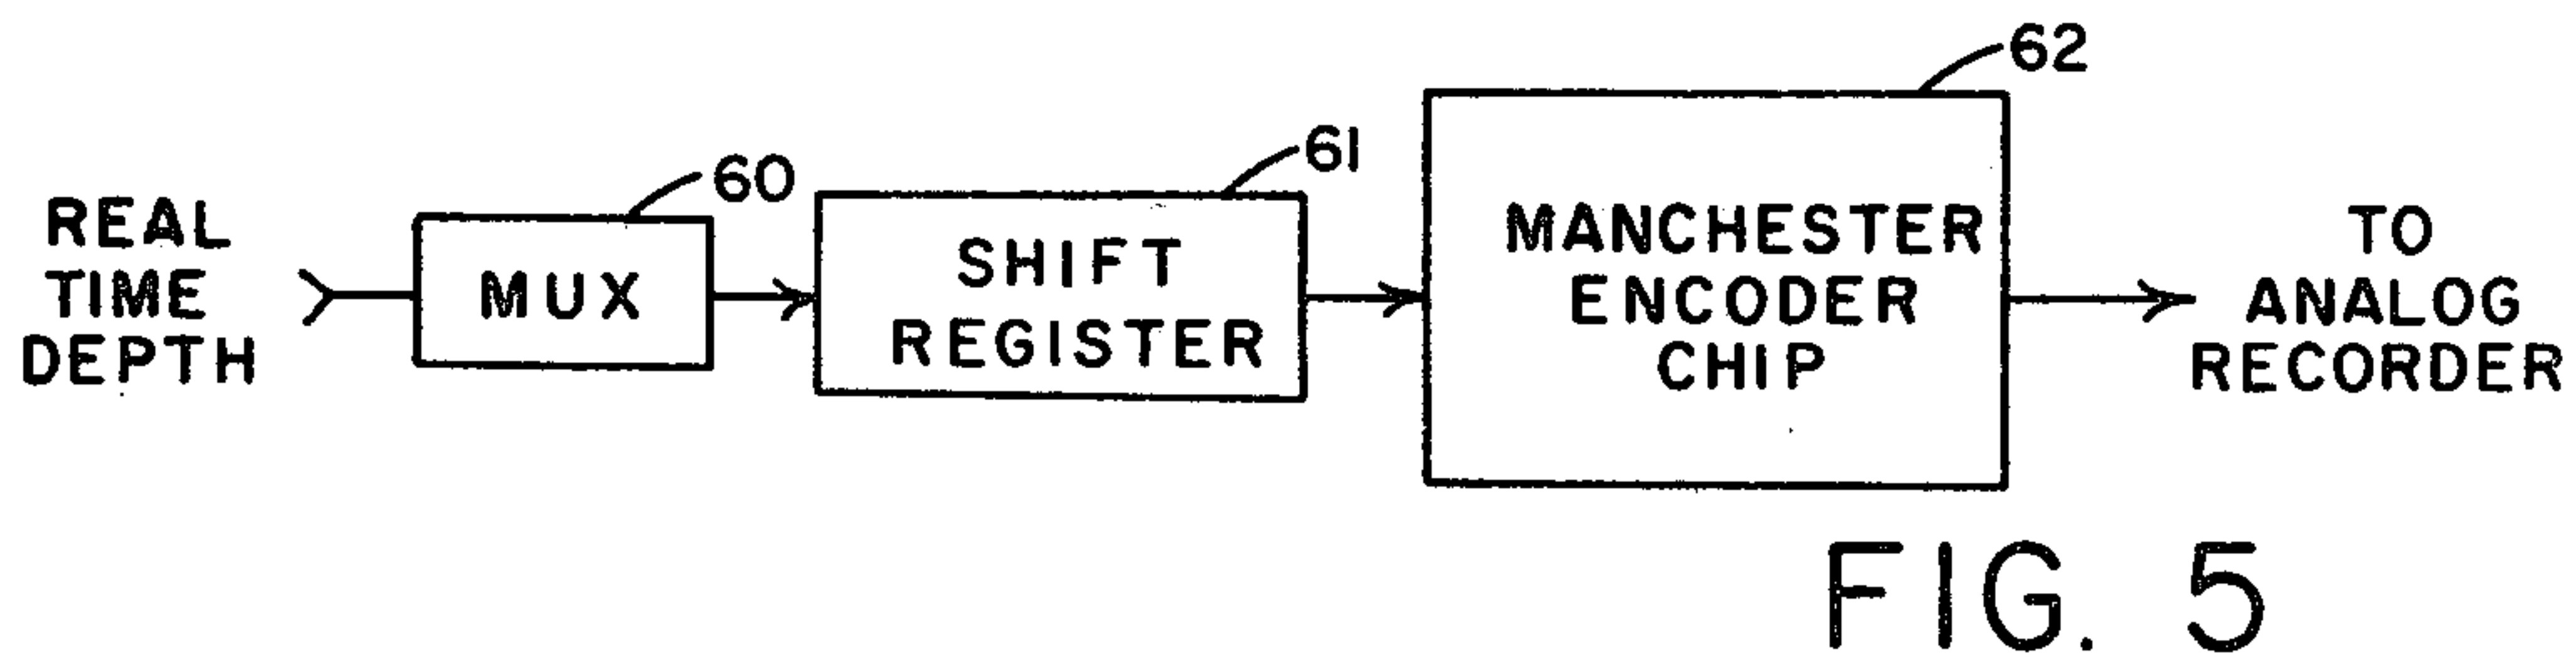 REAL
TIME
DEPTH
MUX
60
SHIFT
REGISTER
61
MANCHESTER
ENCODER
CHIP
62
TO
ANALOG
RECORDER
FIG. 5